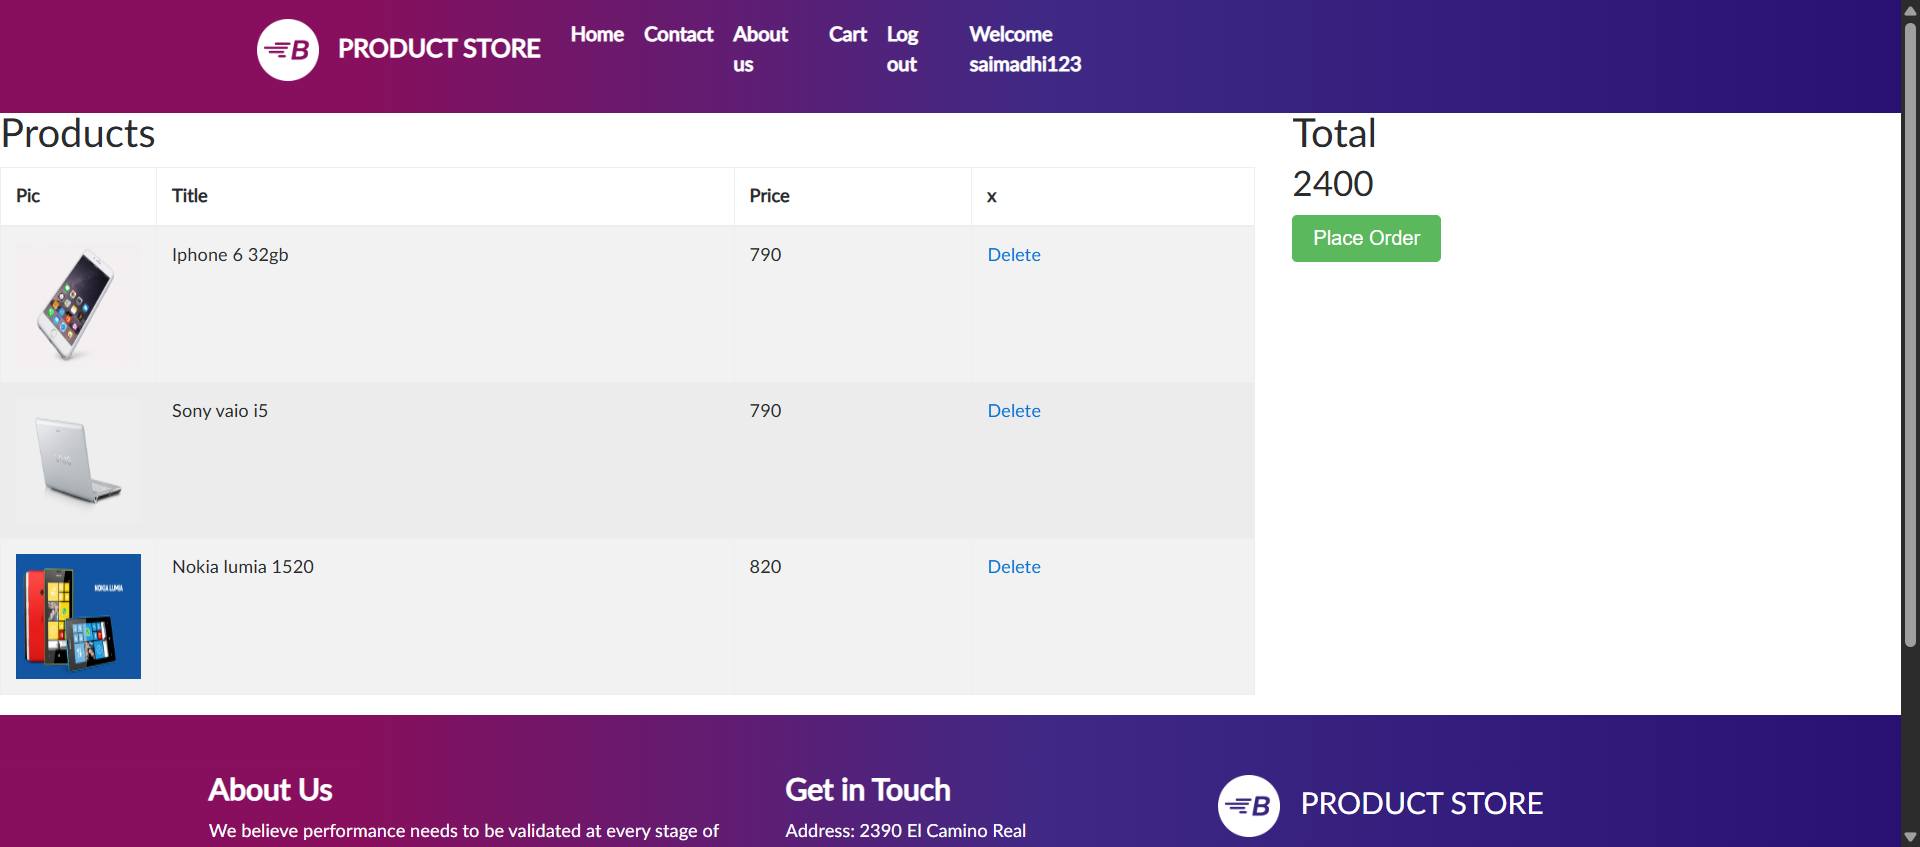 B PRODUCT STORE Home Contact About us Cart Log out Welcome saimadhi123
Products
Total
2400
Place Order
Pic Title Price x
Iphone 6 32gb 790 Delete
Sony vaio i5 790 Delete
VAIO
Nokia lumia 1520 820 Delete
NOKIA LUMIA
About Us
We believe performance needs to be validated at every stage of
Get in Touch
Address: 2390 El Camino Real
B PRODUCT STORE